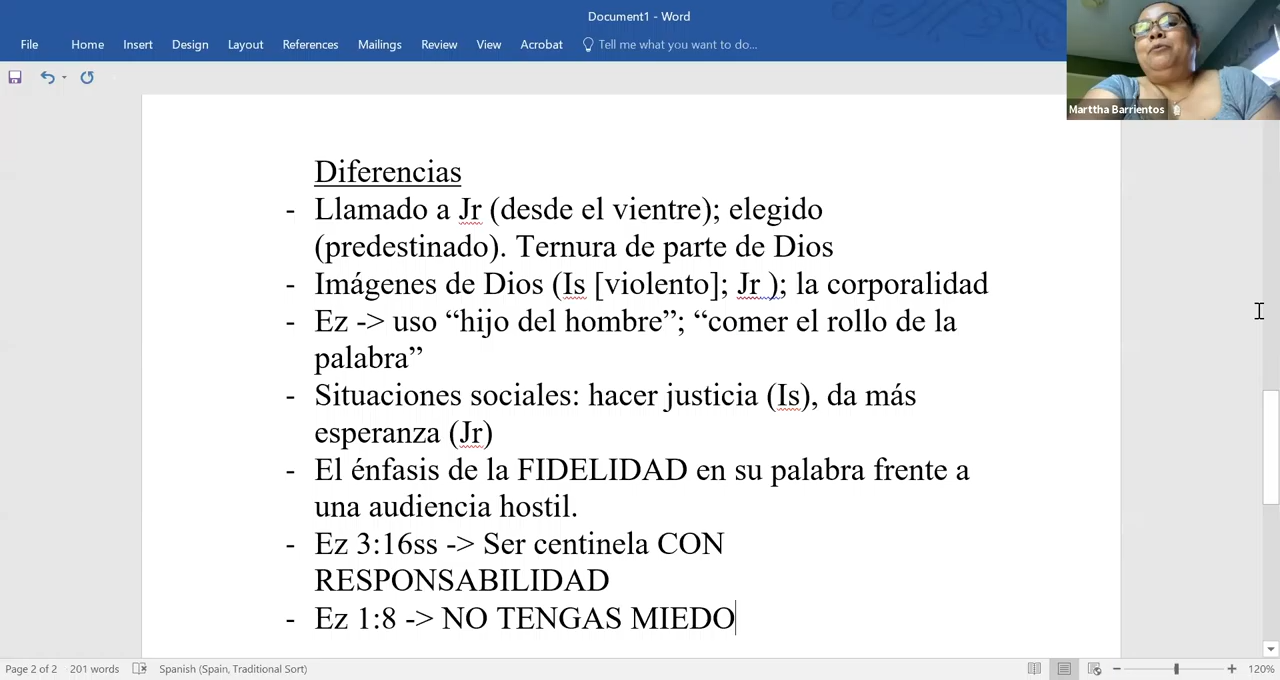 Document1 - Word
File Home Insert Design Layout References Mailings Review View Acrobat Tell me what you want to do...
Marttha Barrientos
Diferencias
- Llamado a Jr (desde el vientre); elegido
(predestinado). Ternura de parte de Dios
- Imágenes de Dios (Is [violento]; Jr ); la corporalidad
- Ez -> uso “hijo del hombre”; “comer el rollo de la
palabra”
- Situaciones sociales: hacer justicia (Is), da más
esperanza (Jr)
- El énfasis de la FIDELIDAD en su palabra frente a
una audiencia hostil.
- Ez 3:16ss -> Ser centinela CON
RESPONSABILIDAD
- Ez 1:8 -> NO TENGAS MIEDO
Page 2 of 2 201 words Spanish (Spain, Traditional Sort) 120%